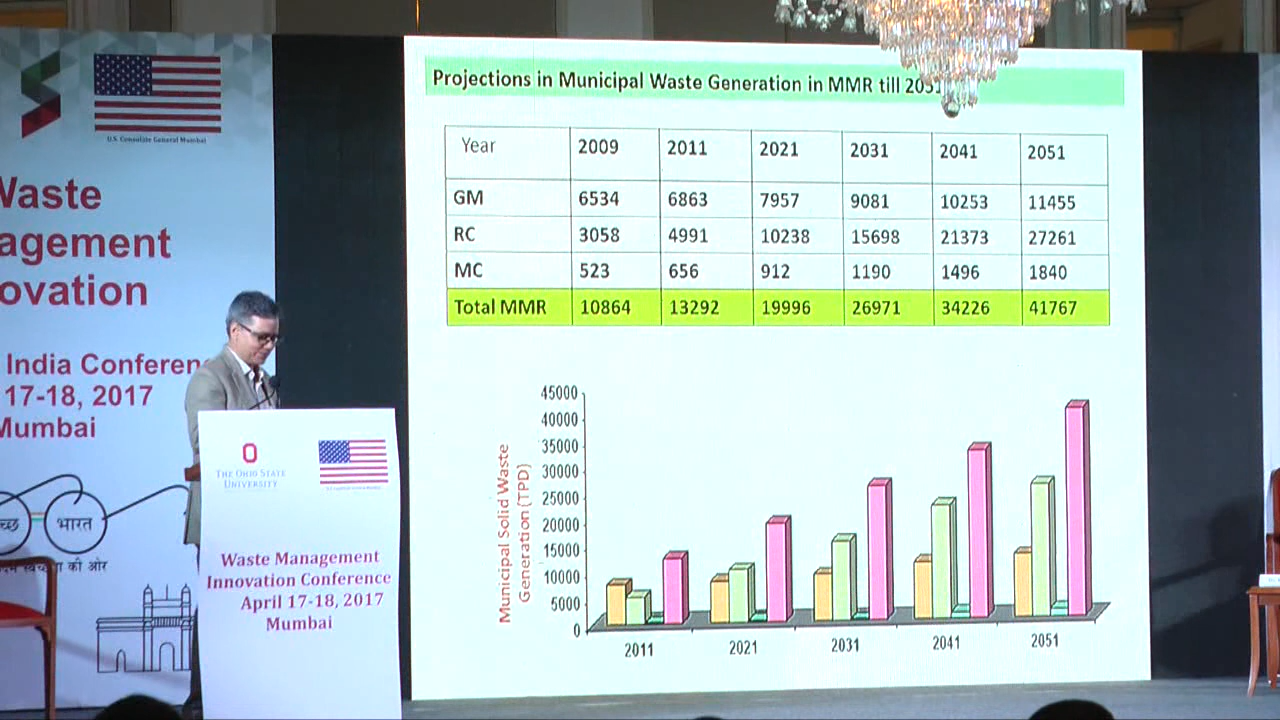 U.S. Consulate General Mumbai
Waste
agement
ovation
India Conferenc
17-18, 2017
Mumbai
भारत
की ओर
THE OHIO STATE
UNIVERSITY
Waste Management
Innovation Conference
April 17-18, 2017
Mumbai
Projections in Municipal Waste Generation in MMR till 2051
Year 2009 2011 2021 2031 2041 2051
GM 6534 6863 7957 9081 10253 11455
RC 3058 4991 10238 15698 21373 27261
MC 523 656 912 1190 1496 1840
Total MMR 10864 13292 19996 26971 34226 41767
Municipal Solid Waste
Generation (TPD)
45000
40000
35000
30000
25000
20000
15000
10000
5000
0
2011 2021 2031 2041 2051